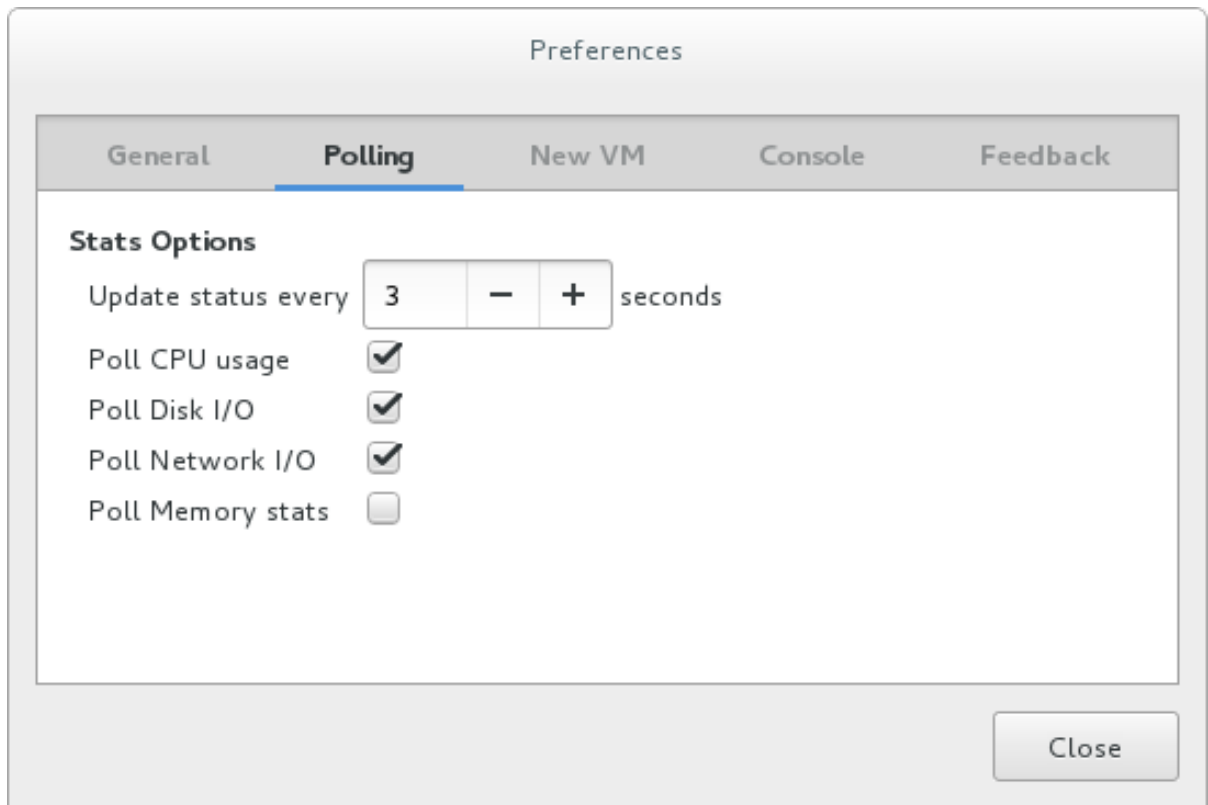 Preferences
General Polling New VM Console Feedback
Stats Options
Update status every 3 − + seconds
Poll CPU usage
Poll Disk I/O
Poll Network I/O
Poll Memory stats
Close